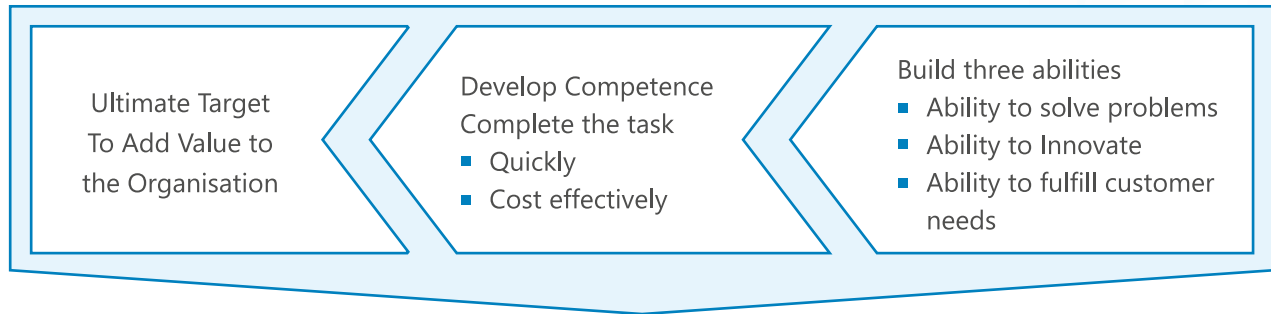 Ultimate Target
To Add Value to
the Organisation
Develop Competence
Complete the task
▪ Quickly
▪ Cost effectively
Build three abilities
▪ Ability to solve problems
▪ Ability to Innovate
▪ Ability to fulfill customer
needs